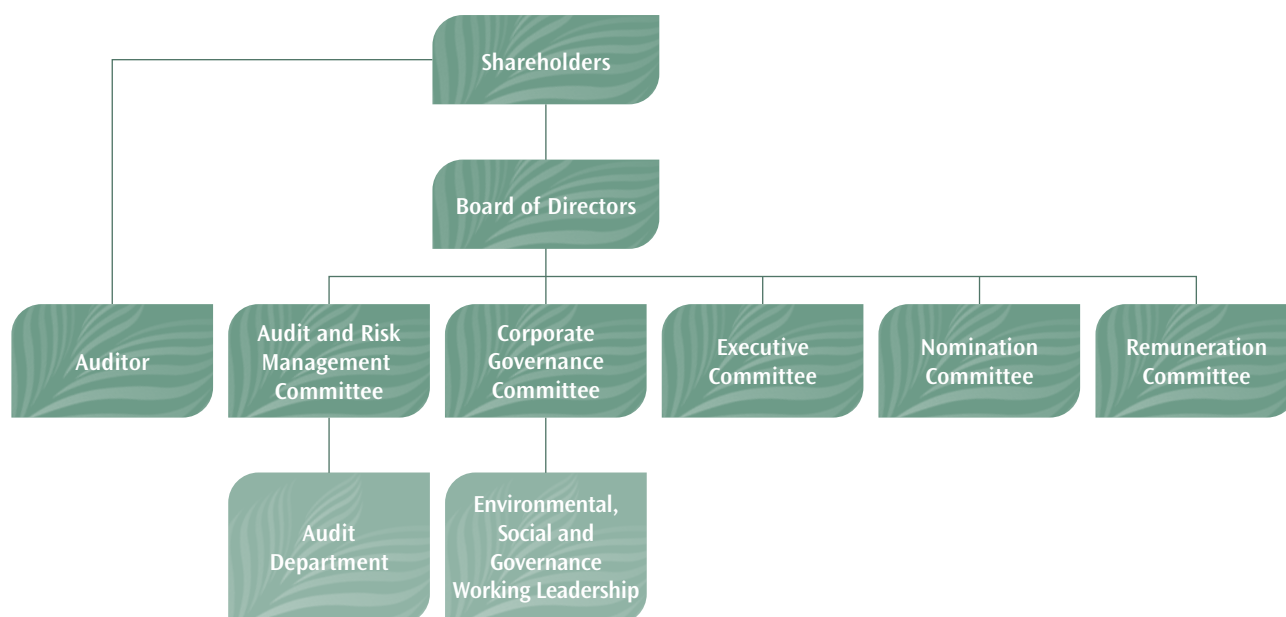 Shareholders
Board of Directors
Auditor
Audit and Risk
Management
Committee
Corporate
Governance
Committee
Executive
Committee
Nomination
Committee
Remuneration
Committee
Audit
Department
Environmental,
Social and
Governance
Working Leadership